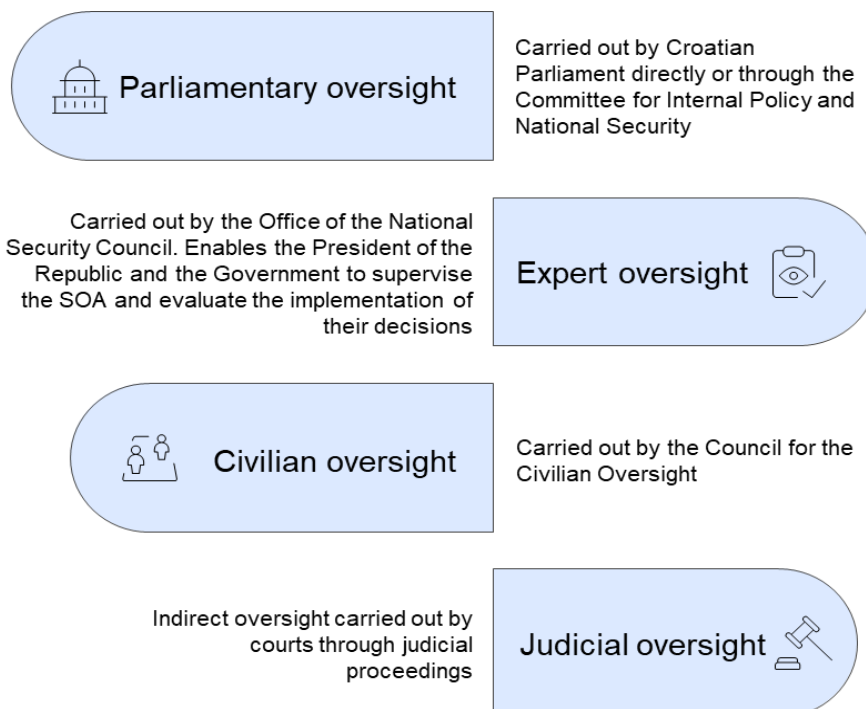 Parliamentary oversight
Carried out by Croatian
Parliament directly or through the
Committee for Internal Policy and
National Security
Carried out by the Office of the National
Security Council. Enables the President of the
Republic and the Government to supervise
the SOA and evaluate the implementation of
their decisions
Expert oversight
Civilian oversight
Carried out by the Council for the
Civilian Oversight
Indirect oversight carried out by
courts through judicial
proceedings
Judicial oversight